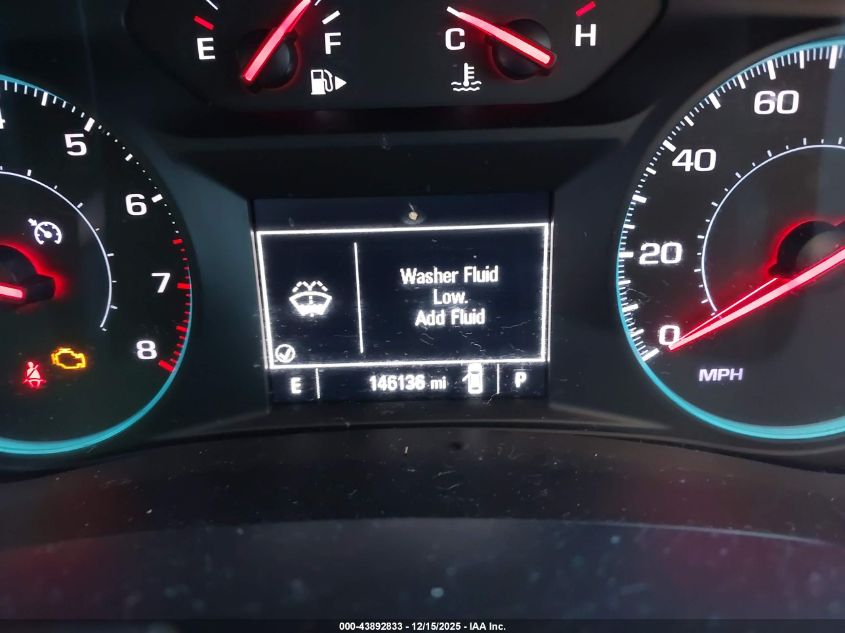 E F C H
4
5
6
7
8
60
40
20
0
MPH
Washer Fluid
Low.
Add Fluid
E 146136 mi P
000-43892833 - 12/15/2025 - IAA Inc.